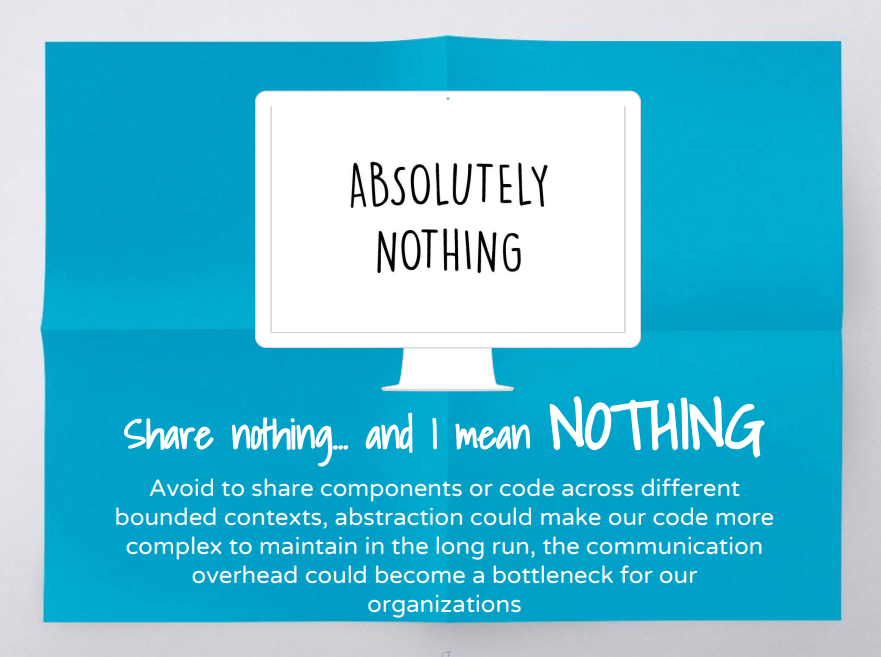 ABSOLUTELY
NOTHING
Share nothing... and I mean NOTHING
Avoid to share components or code across different
bounded contexts, abstraction could make our code more
complex to maintain in the long run, the communication
overhead could become a bottleneck for our
organizations